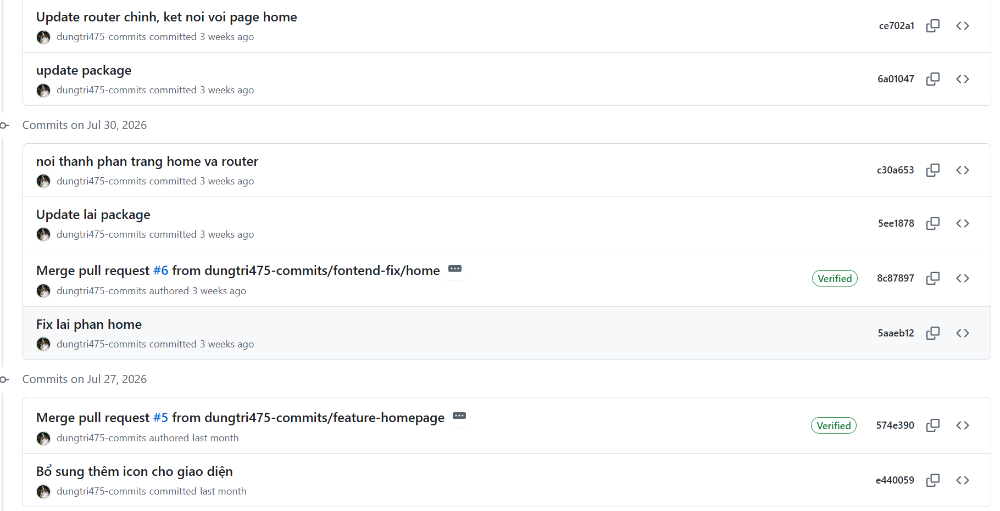 Update router chinh, ket noi voi page home
dungtri475-commits committed 3 weeks ago
ce702a1
update package
dungtri475-commits committed 3 weeks ago
6a01047
Commits on Jul 30, 2026
noi thanh phan trang home va router
dungtri475-commits committed 3 weeks ago
c30a653
Update lai package
dungtri475-commits committed 3 weeks ago
5ee1878
Merge pull request #6 from dungtri475-commits/fontend-fix/home
dungtri475-commits authored 3 weeks ago
Verified
8c87897
Fix lai phan home
dungtri475-commits committed 3 weeks ago
5aaeb12
Commits on Jul 27, 2026
Merge pull request #5 from dungtri475-commits/feature-homepage
dungtri475-commits authored last month
Verified
574e390
Bổ sung thêm icon cho giao diện
dungtri475-commits committed last month
e440059